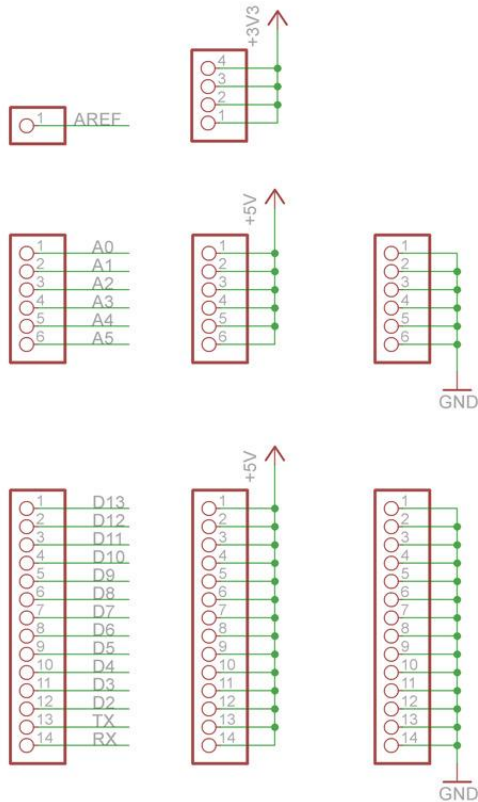 +3V3
4
3
2
1
1 AREF
+5V
1 A0
2 A1
3 A2
4 A3
5 A4
6 A5
1
2
3
4
5
6
1
2
3
4
5
6
GND
+5V
1 D13
2 D12
3 D11
4 D10
5 D9
6 D8
7 D7
8 D6
9 D5
10 D4
11 D3
12 D2
13 TX
14 RX
1
2
3
4
5
6
7
8
9
10
11
12
13
14
1
2
3
4
5
6
7
8
9
10
11
12
13
14
GND